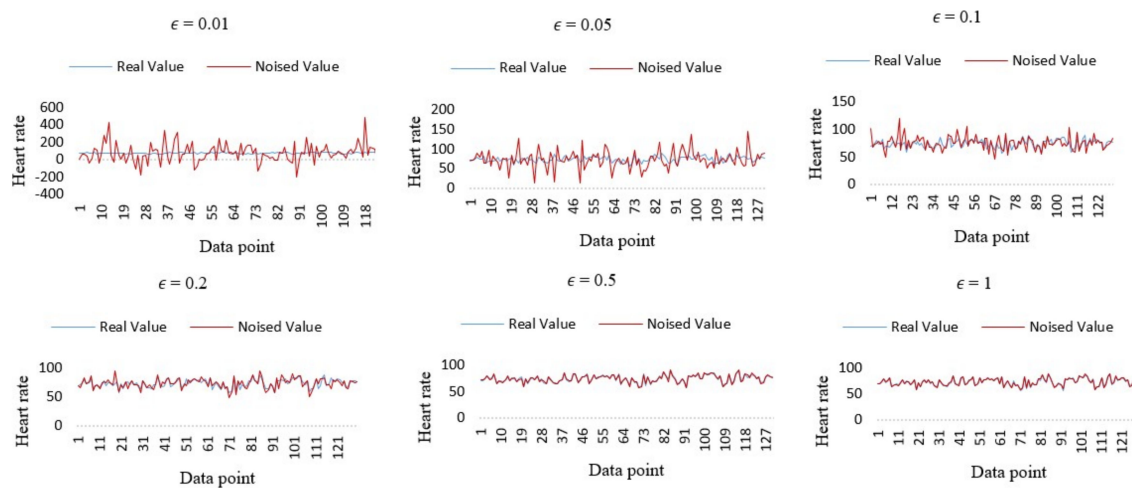 ϵ = 0.01
Real Value Noised Value
Heart rate
600
400
200
0
-200
-400
1 10 19 28 37 46 55 64 73 82 91 100 109 118
Data point
ϵ = 0.05
Real Value Noised Value
Heart rate
200
150
100
50
0
1 10 19 28 37 46 55 64 73 82 91 100 109 118 127
Data point
ϵ = 0.1
Real Value Noised Value
Heart rate
150
100
50
0
1 12 23 34 45 56 67 78 89 100 111 122
Data point
ϵ = 0.2
Real Value Noised Value
Heart rate
100
50
0
1 11 21 31 41 51 61 71 81 91 101 111 121
Data point
ϵ = 0.5
Real Value Noised Value
Heart rate
100
50
0
1 10 19 28 37 46 55 64 73 82 91 100 109 118 127
Data point
ϵ = 1
Real Value Noised Value
Heart rate
100
50
0
1 11 21 31 41 51 61 71 81 91 101 111 121
Data point